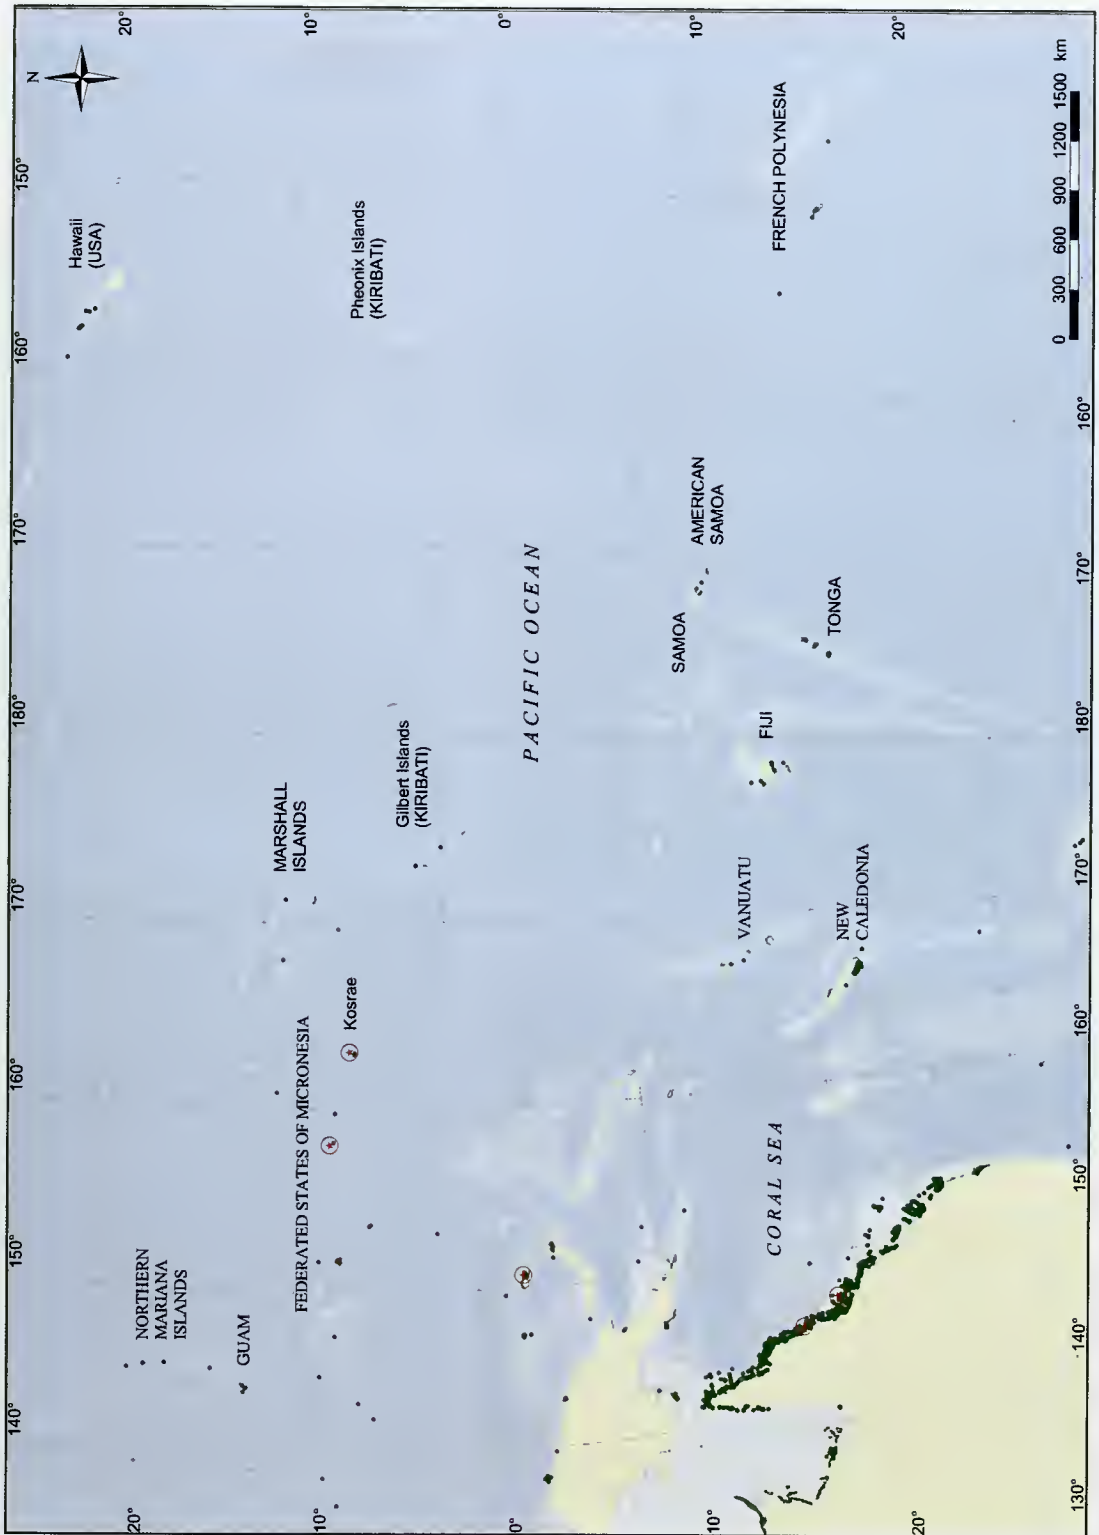 N
140°
150°
160°
170°
180°
170°
160°
150°
20°
20°
10°
10°
0°
0°
10°
10°
20°
20°
130°
140°
150°
160°
170°
180°
170°
160°
NORTHERN
MARIANA
ISLANDS
GUAM
FEDERATED STATES OF MICRONESIA
Kosrae
MARSHALL
ISLANDS
Gilbert Islands
(KIRIBATI)
Hawaii
(USA)
Pheonix Islands
(KIRIBATI)
PACIFIC OCEAN
SAMOA
AMERICAN
SAMOA
TONGA
FIJI
VANUATU
NEW
CALEDONIA
CORAL SEA
FRENCH POLYNESIA
0 300 600 900 1200 1500 km